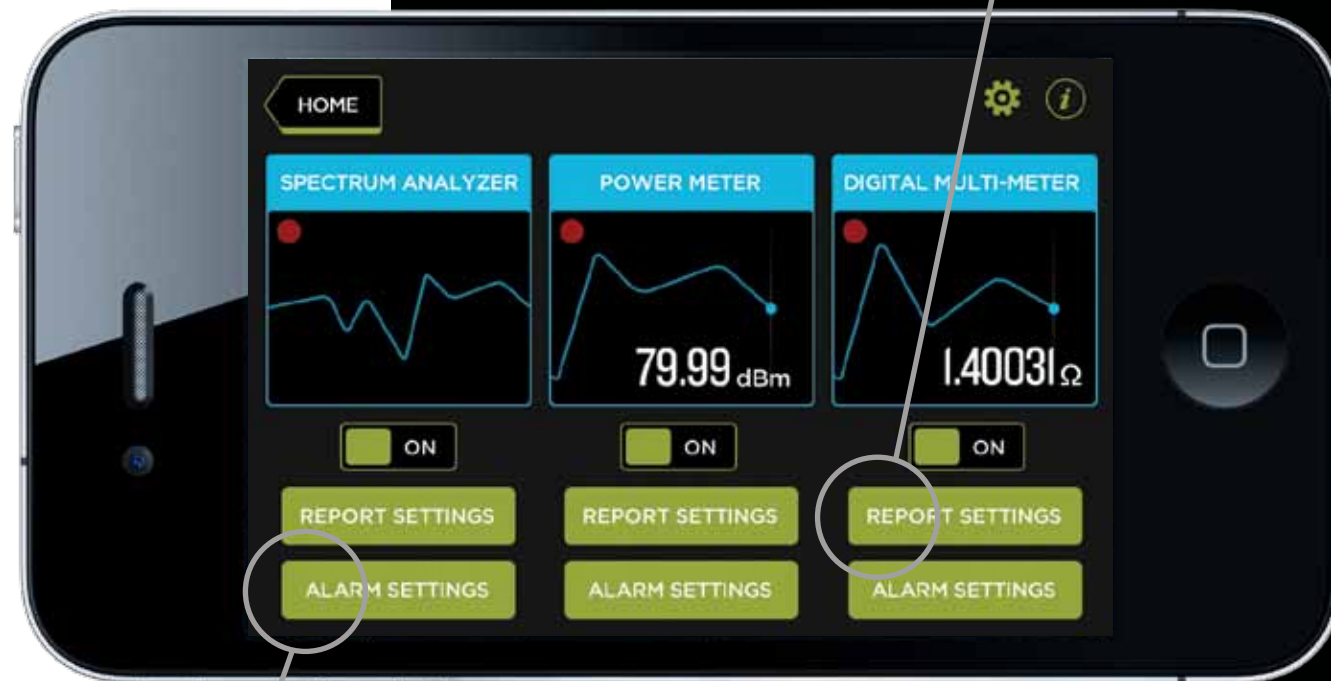 HOME
i
SPECTRUM ANALYZER
POWER METER
DIGITAL MULTI-METER
79.99 dBm
1.40031 Ω
ON
ON
ON
REPORT SETTINGS
REPORT SETTINGS
REPORT SETTINGS
ALARM SETTINGS
ALARM SETTINGS
ALARM SETTINGS